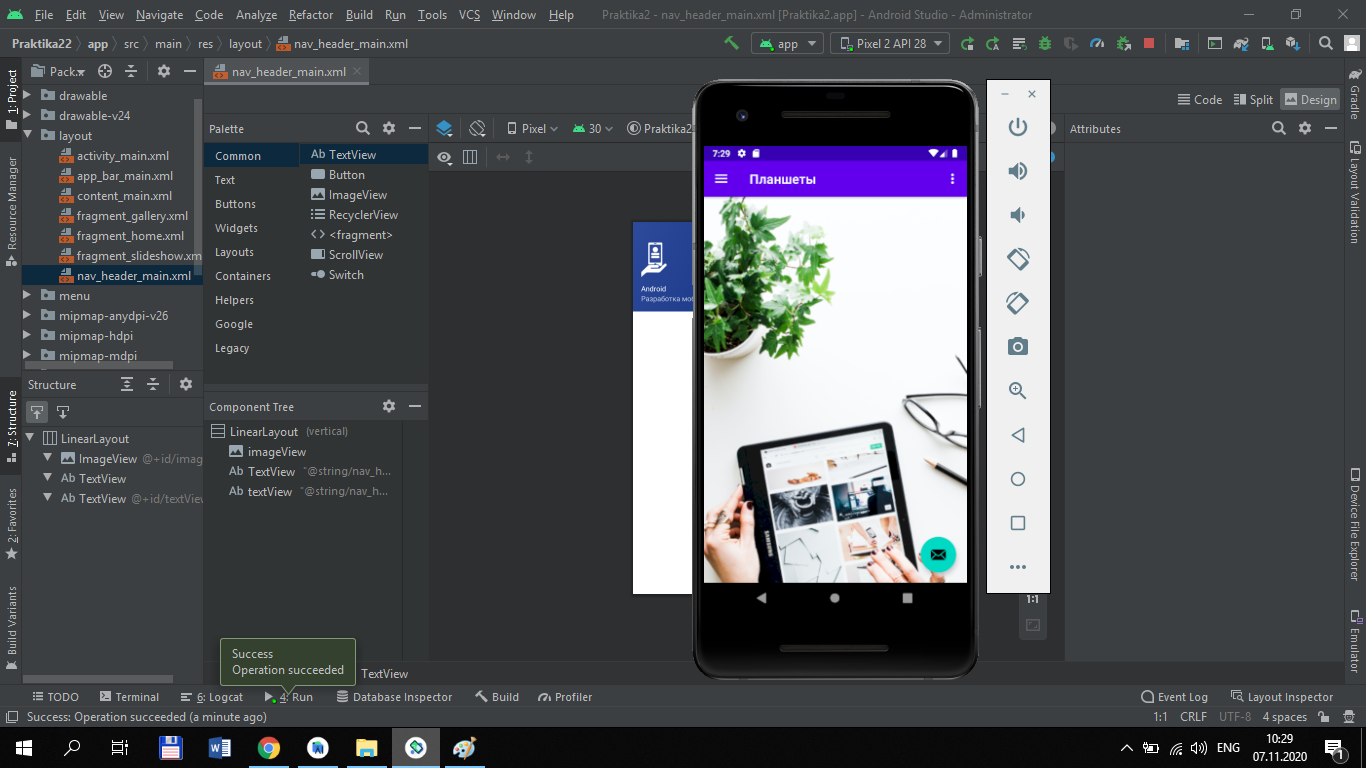 File Edit View Navigate Code Analyze Refactor Build Run Tools VCS Window Help Praktika2 - nav_header_main.xml [Praktika2.app] - Android Studio - Administrator
Praktika22 app src main res layout nav_header_main.xml app Pixel 2 API 28
1: Project
Resource Manager
7: Structure
2: Favorites
Build Variants
Pack...
drawable
drawable-v24
layout
activity_main.xml
app_bar_main.xml
content_main.xml
fragment_gallery.xml
fragment_home.xml
fragment_slideshow.xm
nav_header_main.xml
menu
mipmap-anydpi-v26
mipmap-hdpi
mipmap-mdpi
Structure
LinearLayout
ImageView @+id/imag
TextView
TextView @+id/textView
nav_header_main.xml
Code Split Design
Palette
Common
Text
Buttons
Widgets
Layouts
Containers
Helpers
Google
Legacy
Ab TextView
Button
ImageView
RecyclerView
<fragment>
ScrollView
Switch
Component Tree
LinearLayout (vertical)
imageView
Ab TextView "@string/nav_h...
Ab textView "@string/nav_h...
Pixel 30 Praktika2
Android
Разработка моб
7:29
Планшеты
SAMSUNG
1:1
Attributes
Gradle
Layout Validation
Device File Explorer
Emulator
Success
Operation succeeded
TextView
TODO Terminal 6: Logcat 4: Run Database Inspector Build Profiler Event Log Layout Inspector
Success: Operation succeeded (a minute ago) 1:1 CRLF UTF-8 4 spaces
ENG 10:29
07.11.2020
1